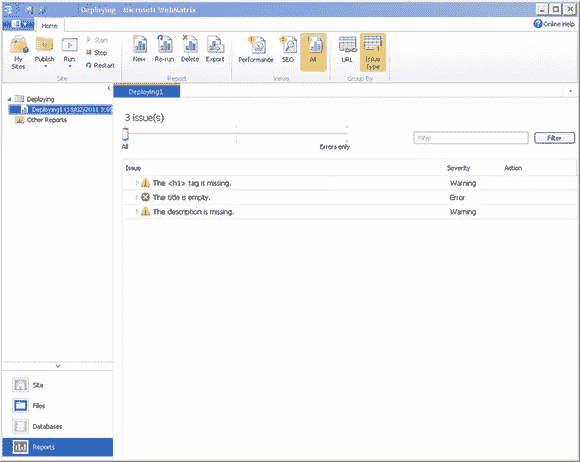 Deploying - Microsoft WebMatrix
Home
Online Help
My Sites
Publish
Run
Start
Stop
Restart
Site
New
Re-run
Delete
Export
Report
Performance
SEO
All
Views
URL
Issue Type
Group By
Deploying
Deploying1 (18/02/2011 3:
Other Reports
Deploying1
3 issue(s)
All
Errors only
Filter
Filter
Issue
Severity
Action
The <h1> tag is missing.
Warning
The title is empty.
Error
The description is missing.
Warning
Site
Files
Databases
Reports